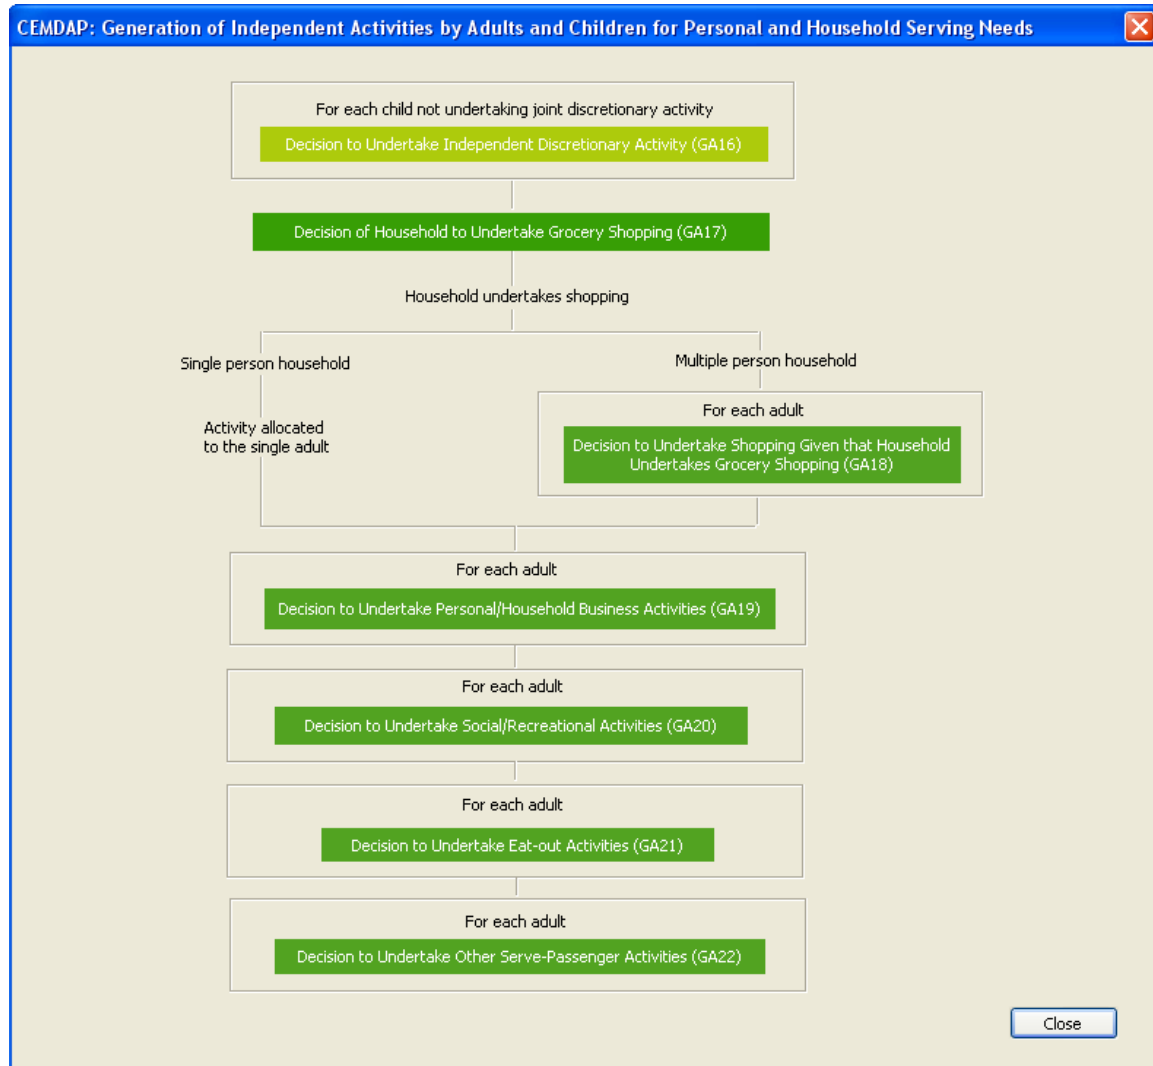 CEMDAP: Generation of Independent Activities by Adults and Children for Personal and Household Serving Needs
For each child not undertaking joint discretionary activity
Decision to Undertake Independent Discretionary Activity (GA16)
Decision of Household to Undertake Grocery Shopping (GA17)
Household undertakes shopping
Single person household
Multiple person household
Activity allocated
to the single adult
For each adult
Decision to Undertake Shopping Given that Household
Undertakes Grocery Shopping (GA18)
For each adult
Decision to Undertake Personal/Household Business Activities (GA19)
For each adult
Decision to Undertake Social/Recreational Activities (GA20)
For each adult
Decision to Undertake Eat-out Activities (GA21)
For each adult
Decision to Undertake Other Serve-Passenger Activities (GA22)
Close